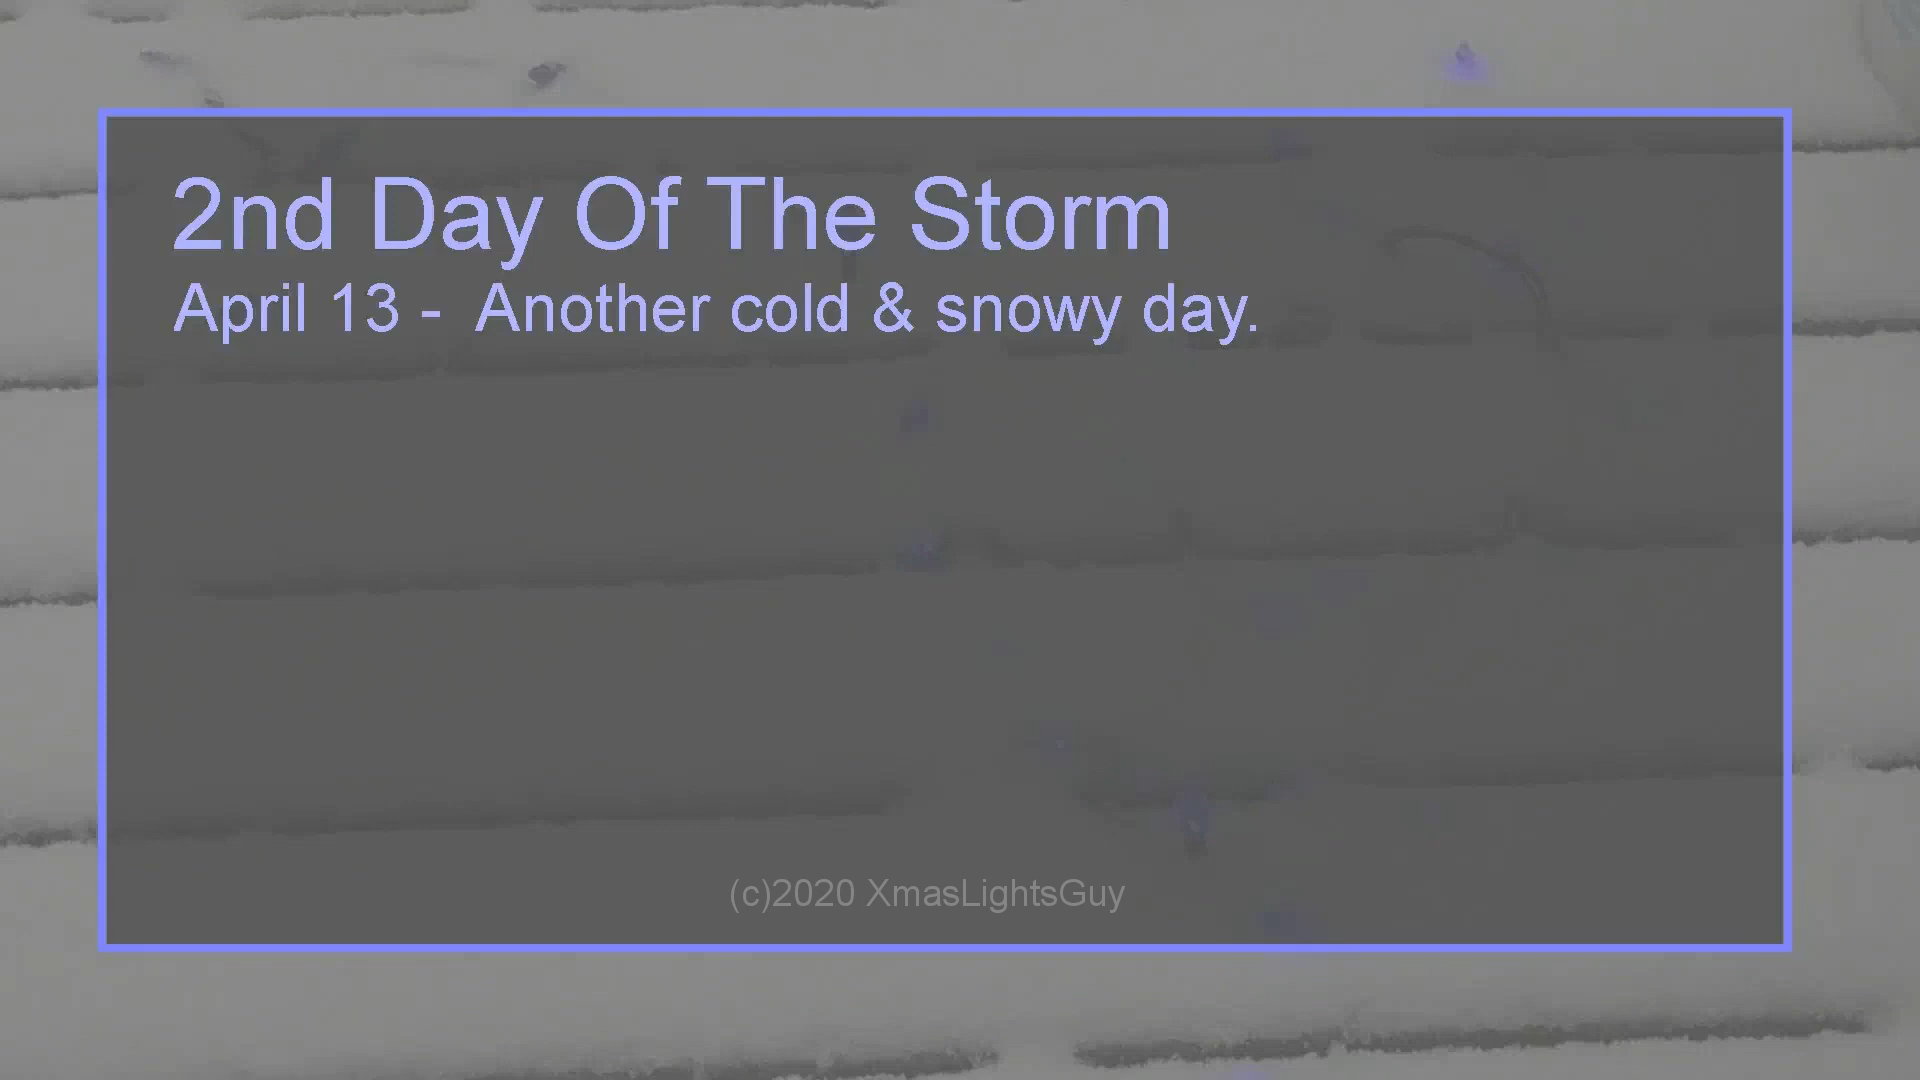 2nd Day Of The Storm
April 13 -  Another cold & snowy day.
(c)2020 XmasLightsGuy